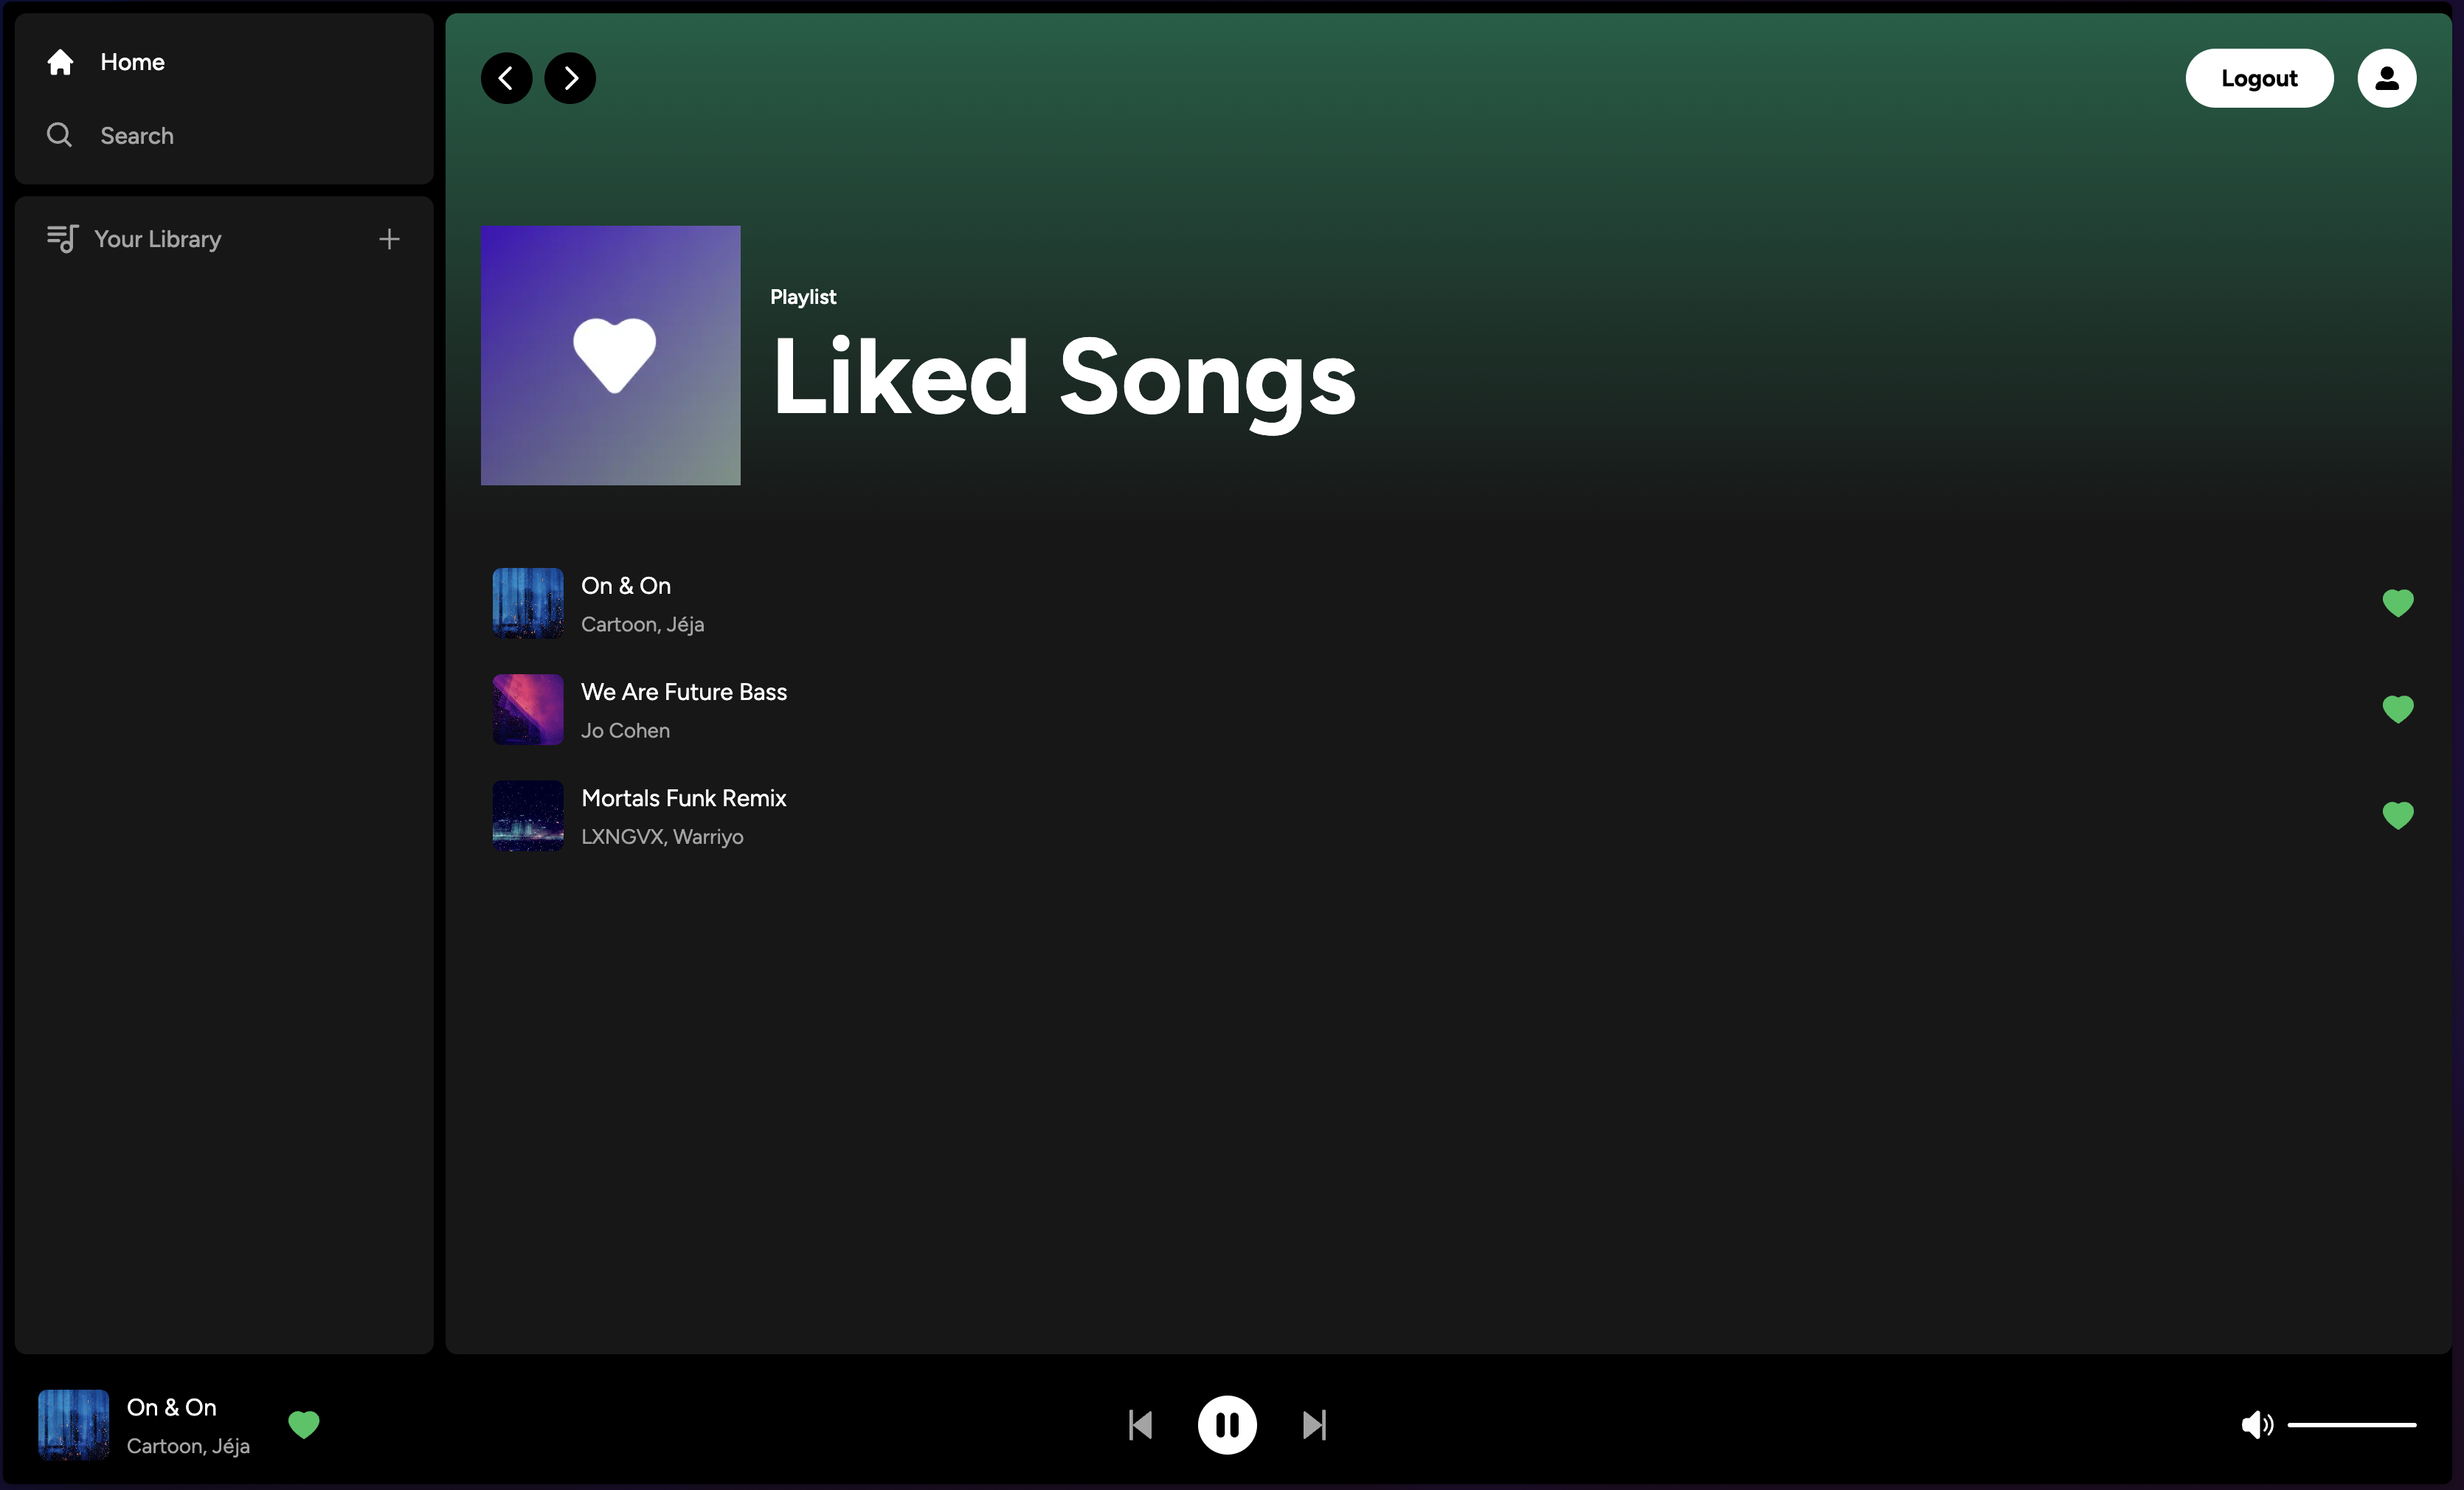 Home
Search
Your Library
Logout
Playlist
Liked Songs
On & On
Cartoon, Jéja
We Are Future Bass
Jo Cohen
Mortals Funk Remix
LXNGVX, Warriyo
On & On
Cartoon, Jéja